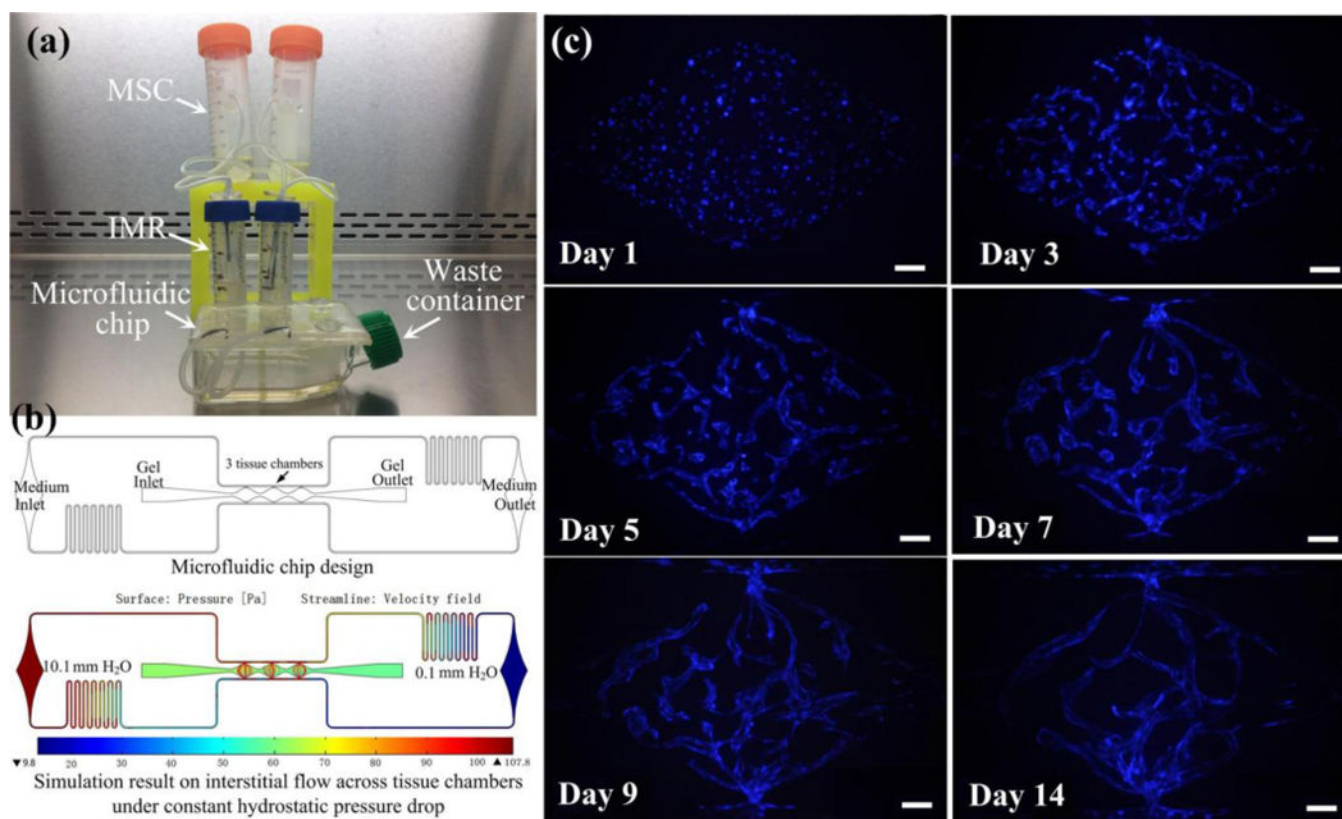 (a)
MSC
IMR
Microfluidic
chip
Waste
container
(b)
3 tissue chambers
Gel
Inlet
Gel
Outlet
Medium
Inlet
Medium
Outlet
Microfluidic chip design
Surface: Pressure [Pa] Streamline: Velocity field
10.1 mm H₂O
0.1 mm H₂O
▼9.8 20 30 40 50 60 70 80 90 100 ▲107.8
Simulation result on interstitial flow across tissue chambers
under constant hydrostatic pressure drop
(c)
Day 1
Day 3
Day 5
Day 7
Day 9
Day 14